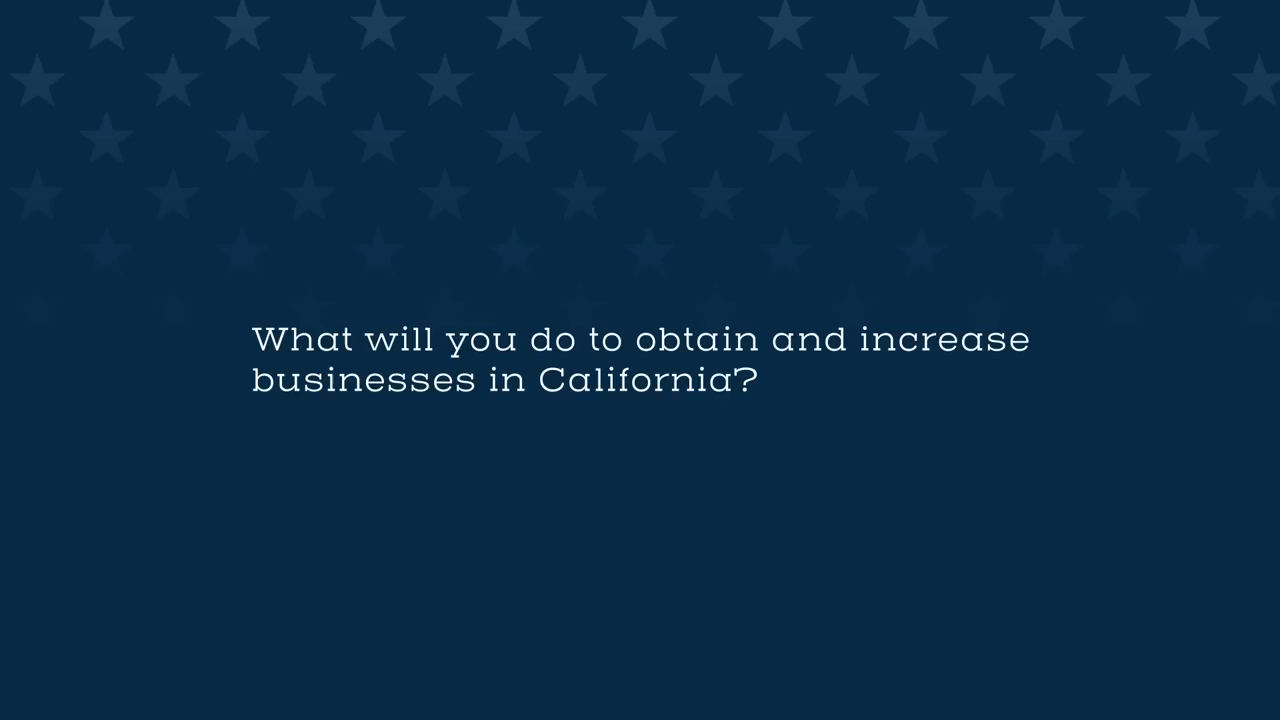 What will you do to obtain and increase
businesses in California?